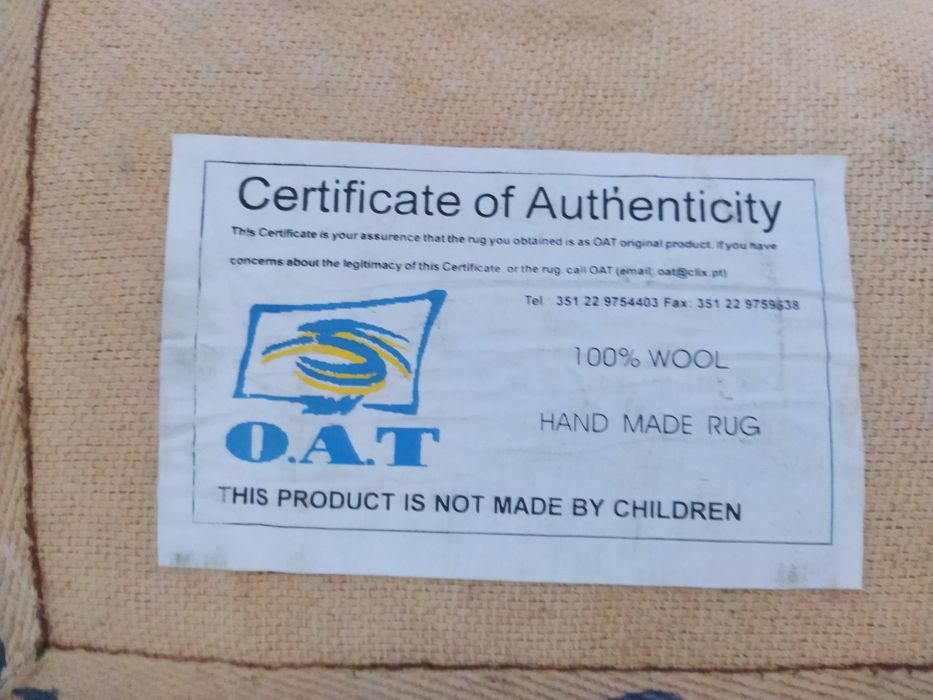 Certificate of Authenticity
This Certificate is your assurence that the rug you obtained is as OAT original product. if you have
concerns about the legitimacy of this Certificate or the rug. call OAT (email; oat@clix.pt)
Tel 351 22 9754403 Fax: 351 22 9759638
100% WOOL
HAND MADE RUG
O.A.T
THIS PRODUCT IS NOT MADE BY CHILDREN